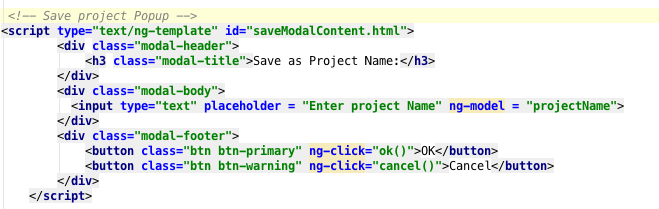 <!-- Save project Popup -->
<script type="text/ng-template" id="saveModalContent.html">
<div class="modal-header">
<h3 class="modal-title">Save as Project Name:</h3>
</div>
<div class="modal-body">
<input type="text" placeholder = "Enter project Name" ng-model = "projectName">
</div>
<div class="modal-footer">
<button class="btn btn-primary" ng-click="ok()">OK</button>
<button class="btn btn-warning" ng-click="cancel()">Cancel</button>
</div>
</script>